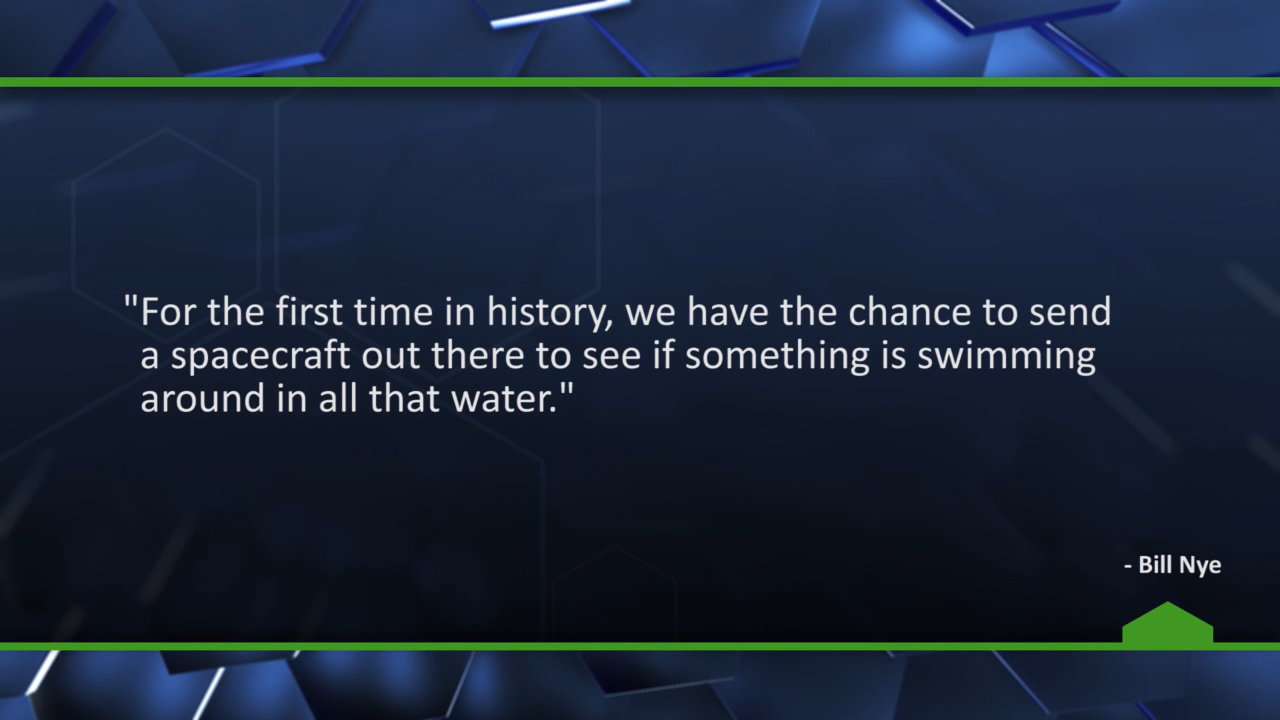 "For the first time in history, we have the chance to send
a spacecraft out there to see if something is swimming
around in all that water."
- Bill Nye